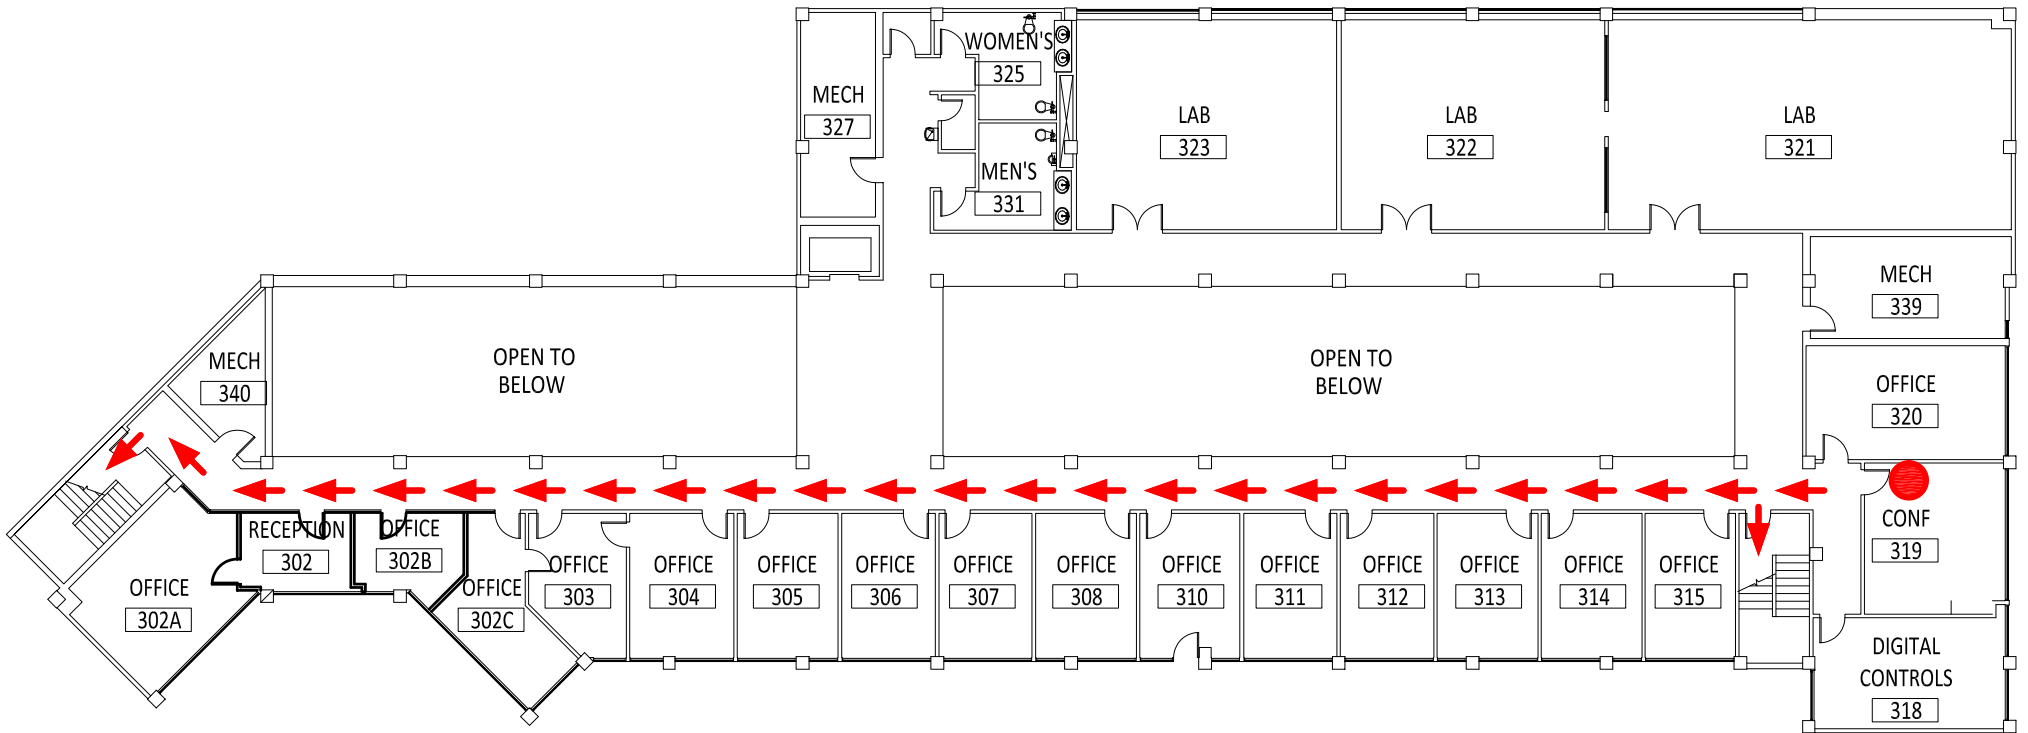 WOMEN'S
325
MECH
327
LAB
323
LAB
322
LAB
321
MEN'S
331
MECH
339
OPEN TO
BELOW
OPEN TO
BELOW
MECH
340
OFFICE
320
CONF
319
RECEPTION
302
OFFICE
302B
OFFICE
302A
OFFICE
302C
OFFICE
303
OFFICE
304
OFFICE
305
OFFICE
306
OFFICE
307
OFFICE
308
OFFICE
310
OFFICE
311
OFFICE
312
OFFICE
313
OFFICE
314
OFFICE
315
DIGITAL
CONTROLS
318